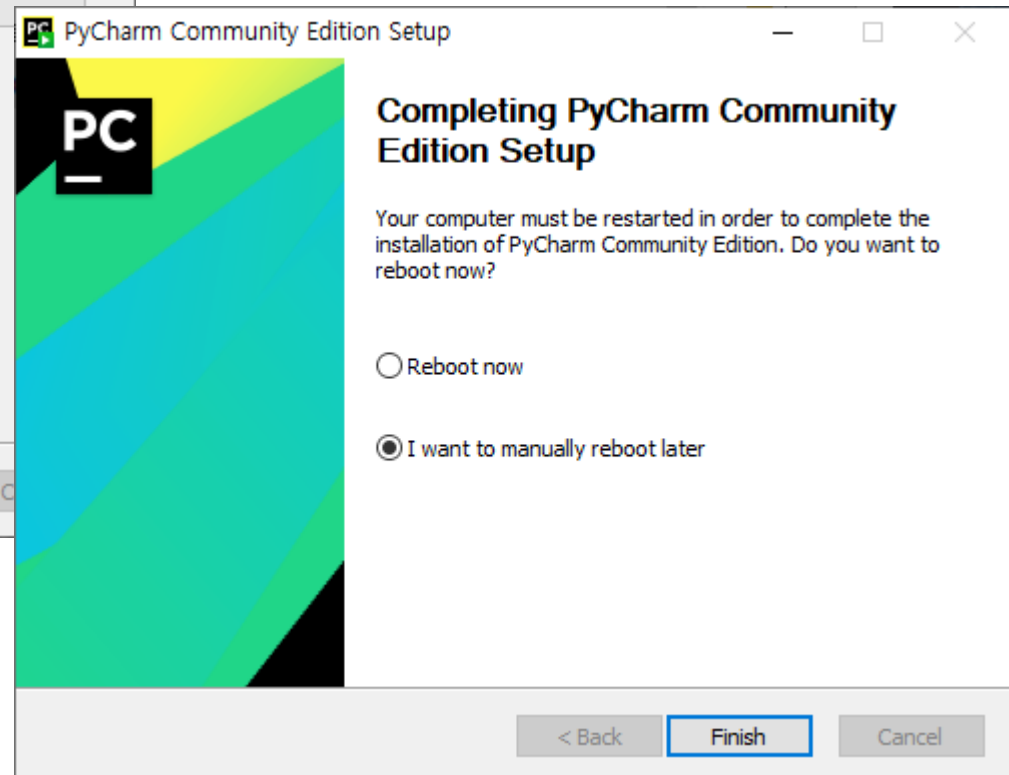 PyCharm Community Edition Setup
PC
Completing PyCharm Community
Edition Setup
Your computer must be restarted in order to complete the
installation of PyCharm Community Edition. Do you want to
reboot now?
Reboot now
I want to manually reboot later
< Back
Finish
Cancel